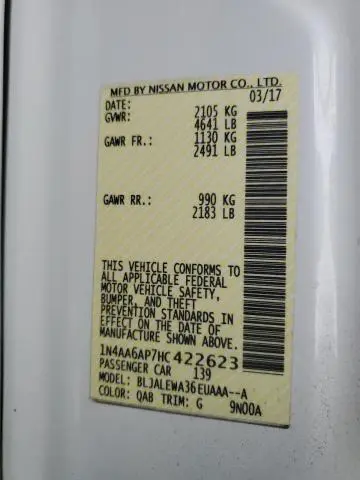 MFD BY NISSAN MOTOR CO., LTD.
DATE: 03/17
GVWR: 2105 KG
4641 LB
GAWR FR.: 1130 KG
2491 LB
GAWR RR.: 990 KG
2183 LB
THIS VEHICLE CONFORMS TO
ALL APPLICABLE FEDERAL
MOTOR VEHICLE SAFETY,
BUMPER, AND THEFT
PREVENTION STANDARDS IN
EFFECT ON THE DATE OF
MANUFACTURE SHOWN ABOVE.
1N4AA6AP7HC422623
PASSENGER CAR 139
MODEL: BLJALEWA36EUAAA--A
COLOR: QAB TRIM: G 9N00A